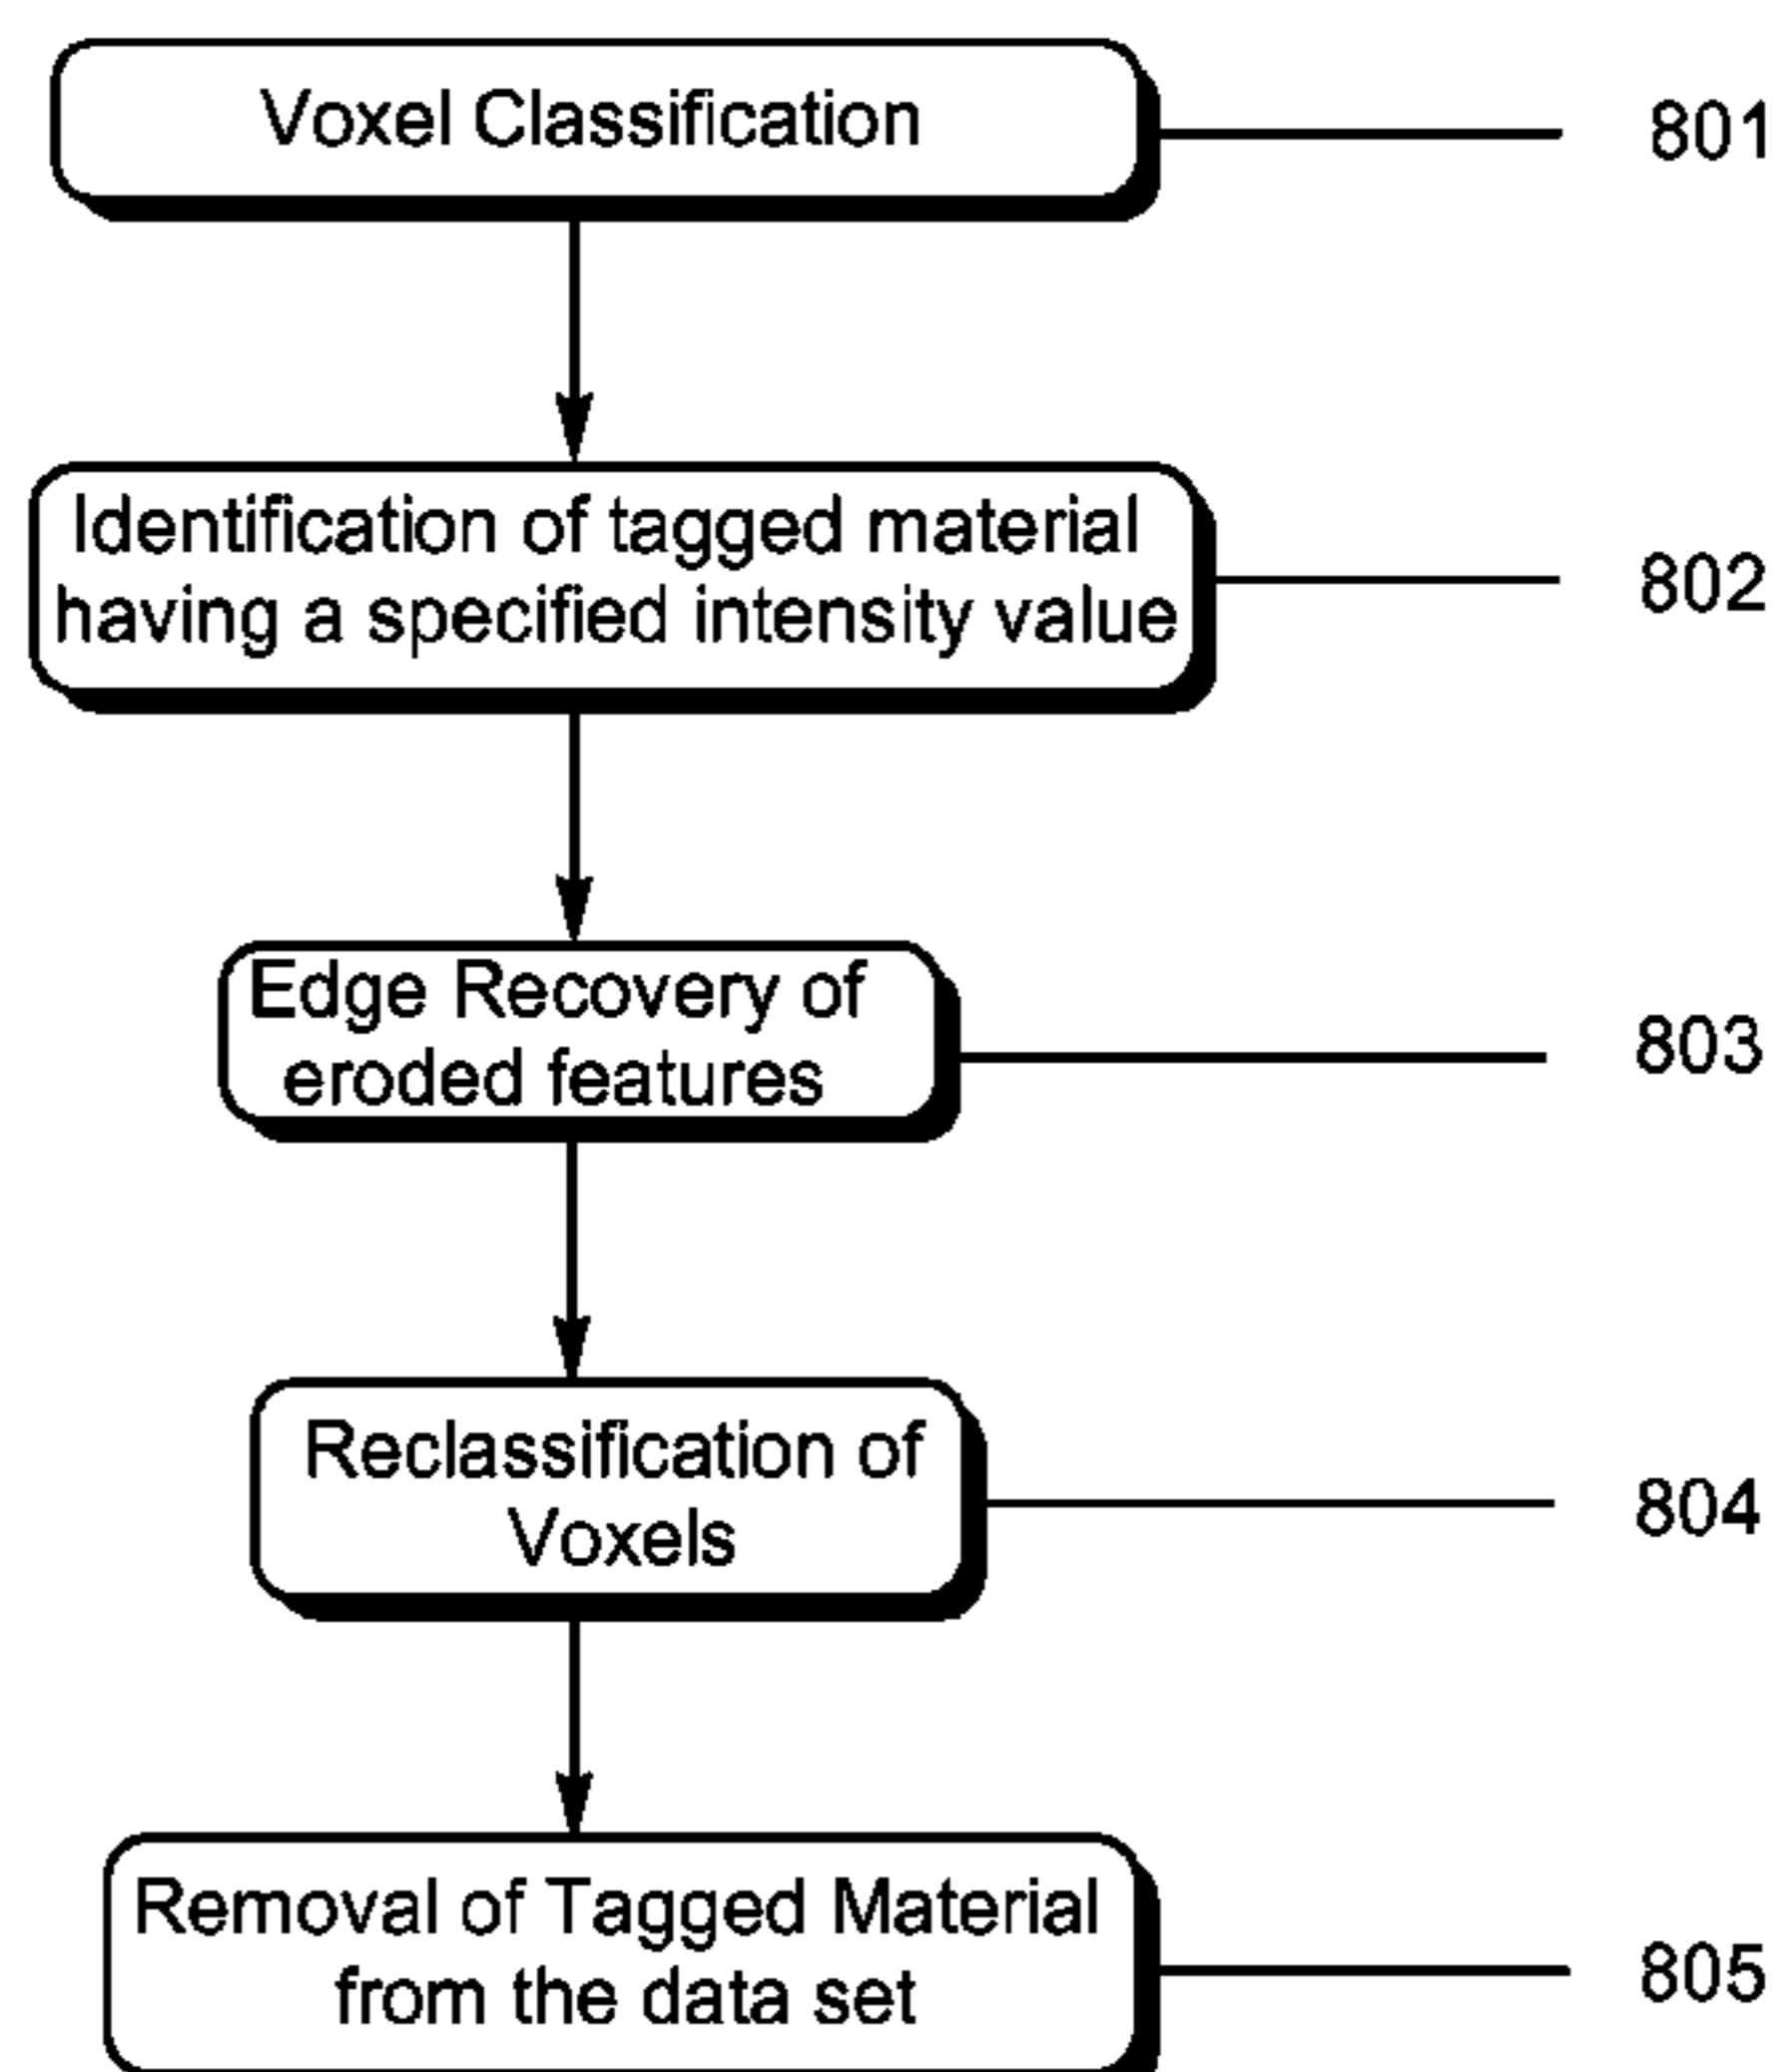 Voxel Classification
801
Identification of tagged material
having a specified intensity value
802
Edge Recovery of
eroded features
803
Reclassification of
Voxels
804
Removal of Tagged Material
from the data set
805